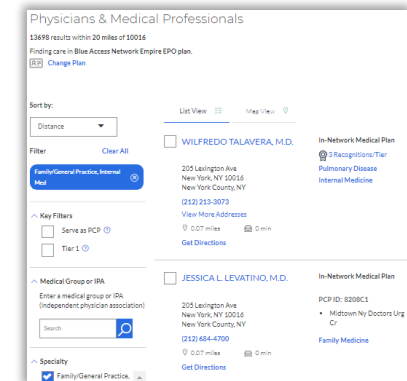 Physicians & Medical Professionals
13698 results within 20 miles of 10016
Finding care in Blue Access Network Empire EPO plan.
Change Plan
Sort by:
Distance
Filter
Clear All
Family/General Practice, Internal
Med
Key Filters
Serve as PCP
Tier 1
Medical Group or IPA
Enter a medical group or IPA
(independent physician association)
Search
Specialty
Family/General Practice,
List View
Map View
WILFREDO TALAVERA, M.D.
205 Lexington Ave
New York, NY 10016
New York County, NY
(212) 213-3073
View More Addresses
0.07 miles
0 min
Get Directions
In-Network Medical Plan
3 Recognitions/Tier
Pulmonary Disease
Internal Medicine
JESSICA L. LEVATINO, M.D.
205 Lexington Ave
New York, NY 10016
New York County, NY
(212) 684-4700
0.07 miles
0 min
Get Directions
In-Network Medical Plan
PCP ID: 8208C1
• Midtown Ny Doctors Urg
Cr
Family Medicine